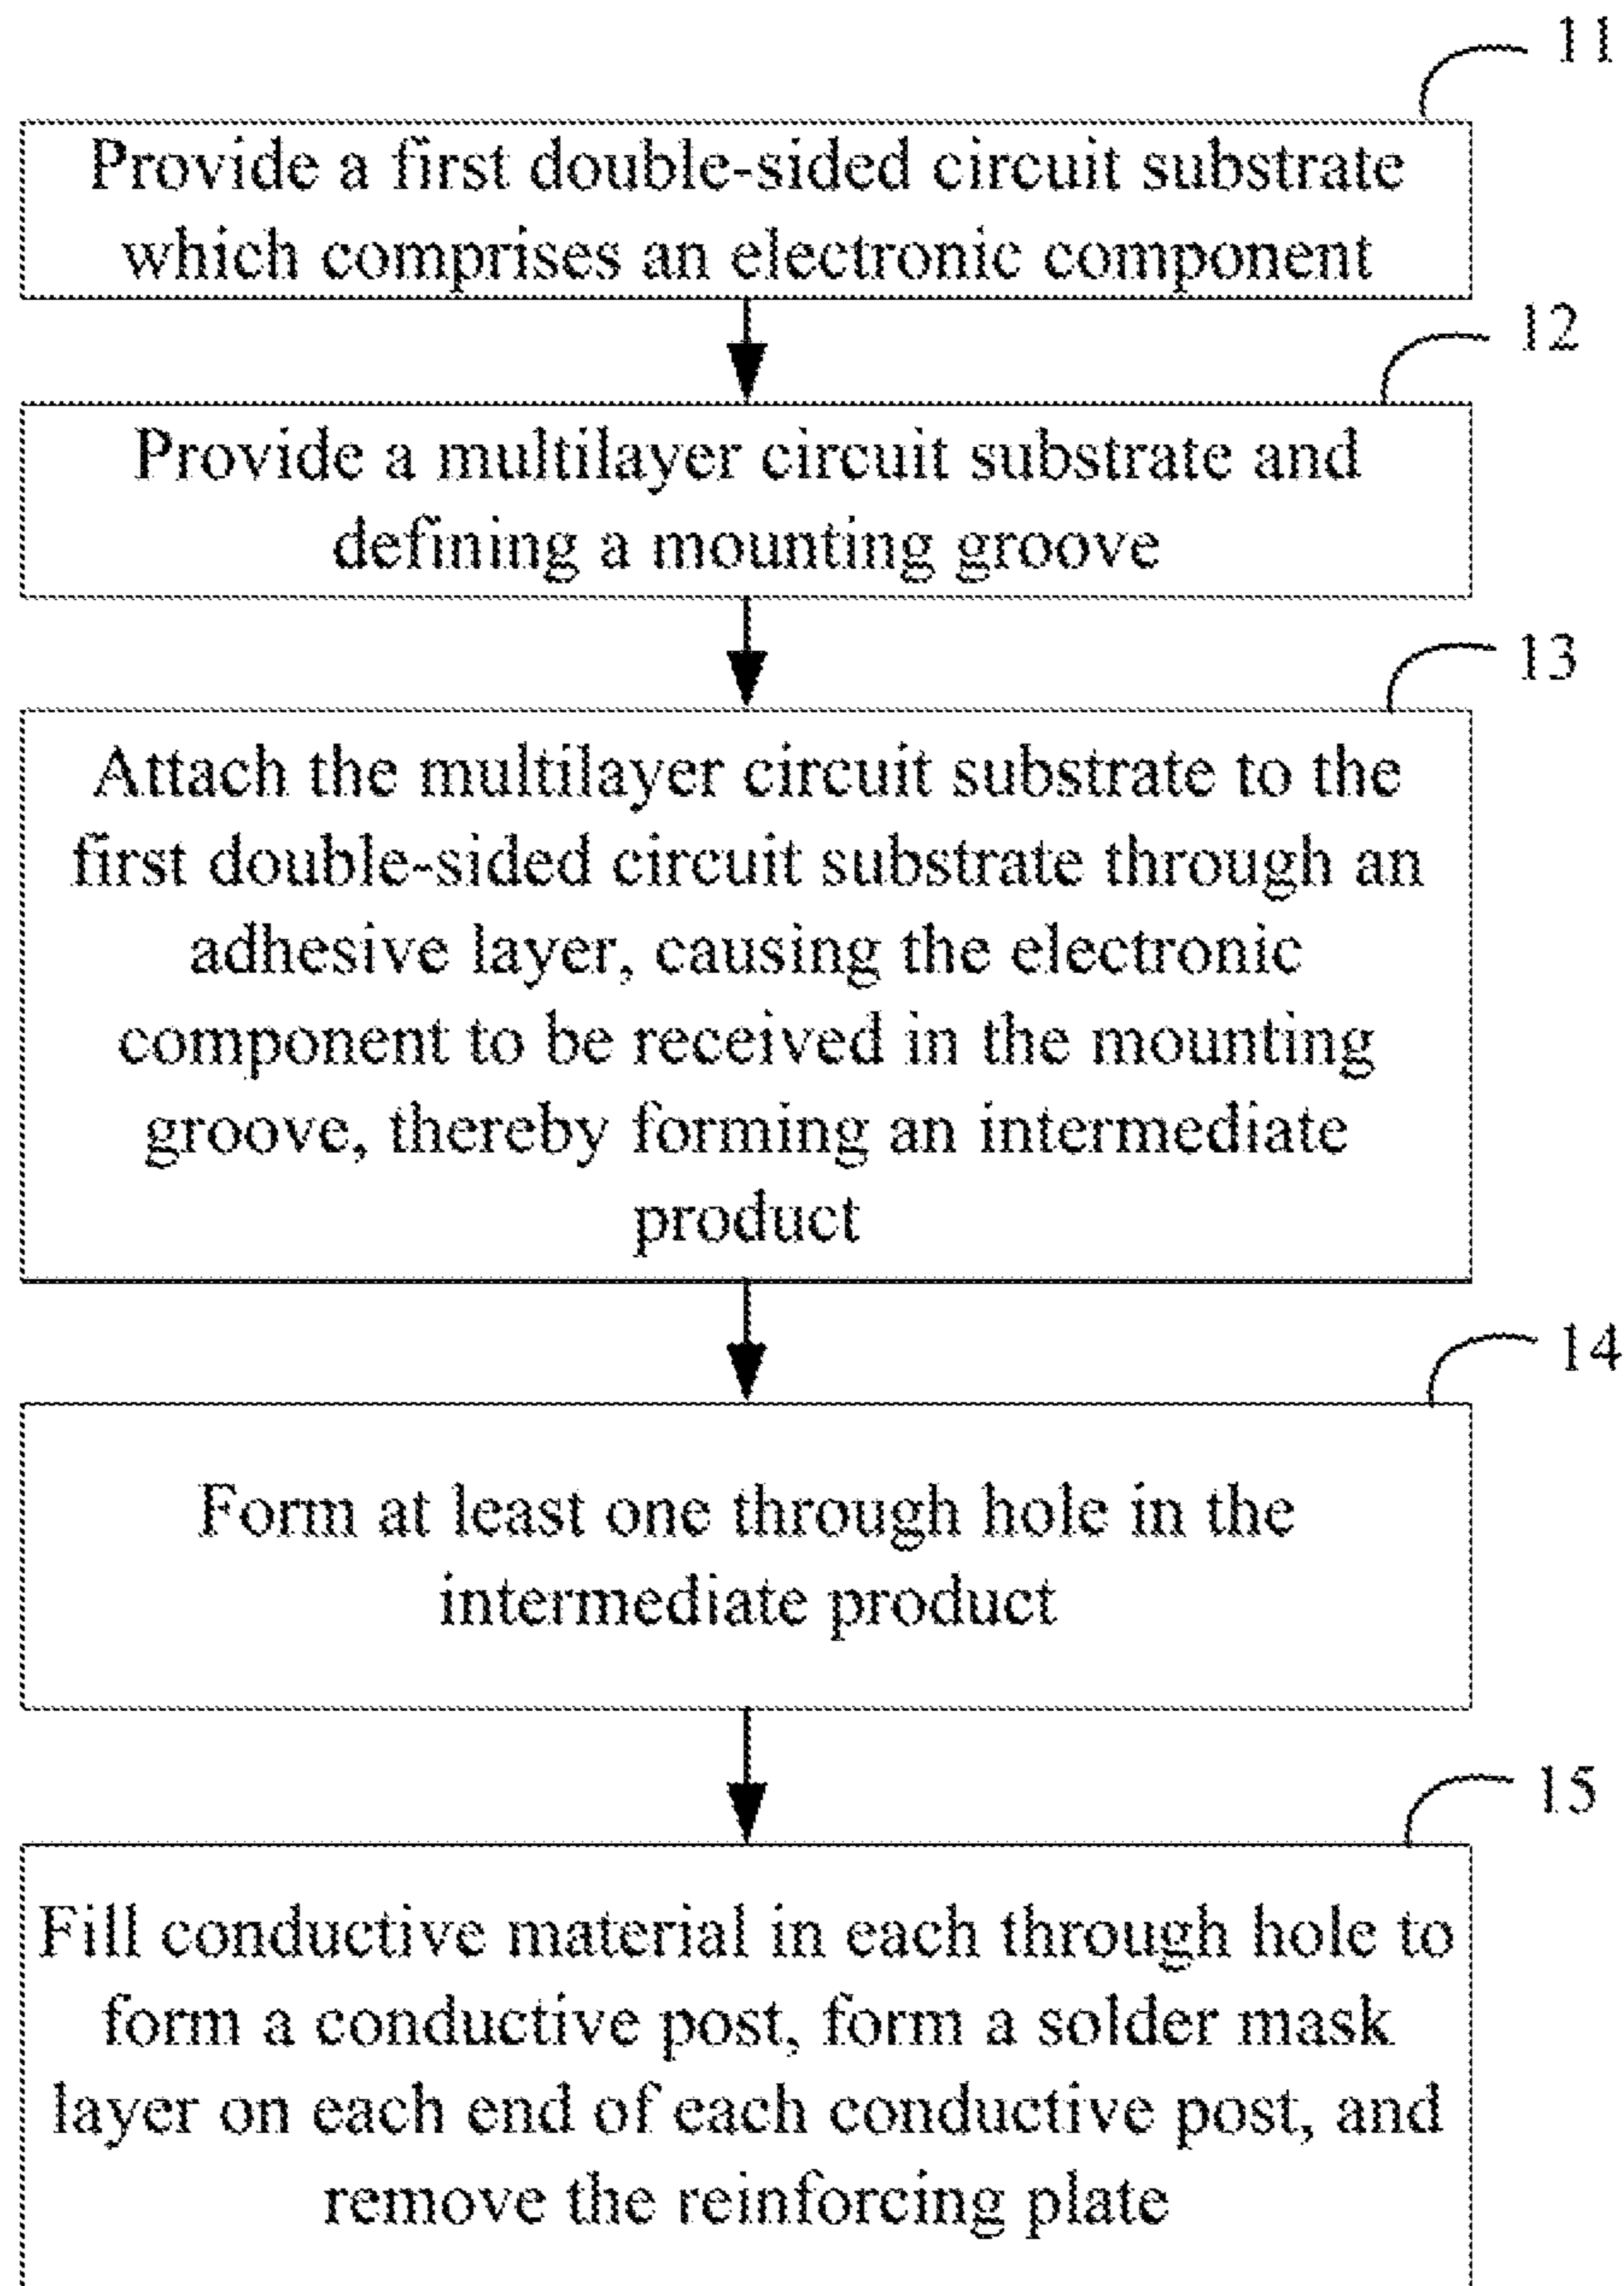 11
Provide a first double-sided circuit substrate
which comprises an electronic component
12
Provide a multilayer circuit substrate and
defining a mounting groove
13
Attach the multilayer circuit substrate to the
first double-sided circuit substrate through an
adhesive layer, causing the electronic
component to be received in the mounting
groove, thereby forming an intermediate
product
14
Form at least one through hole in the
intermediate product
15
Fill conductive material in each through hole to
form a conductive post, form a solder mask
layer on each end of each conductive post, and
remove the reinforcing plate